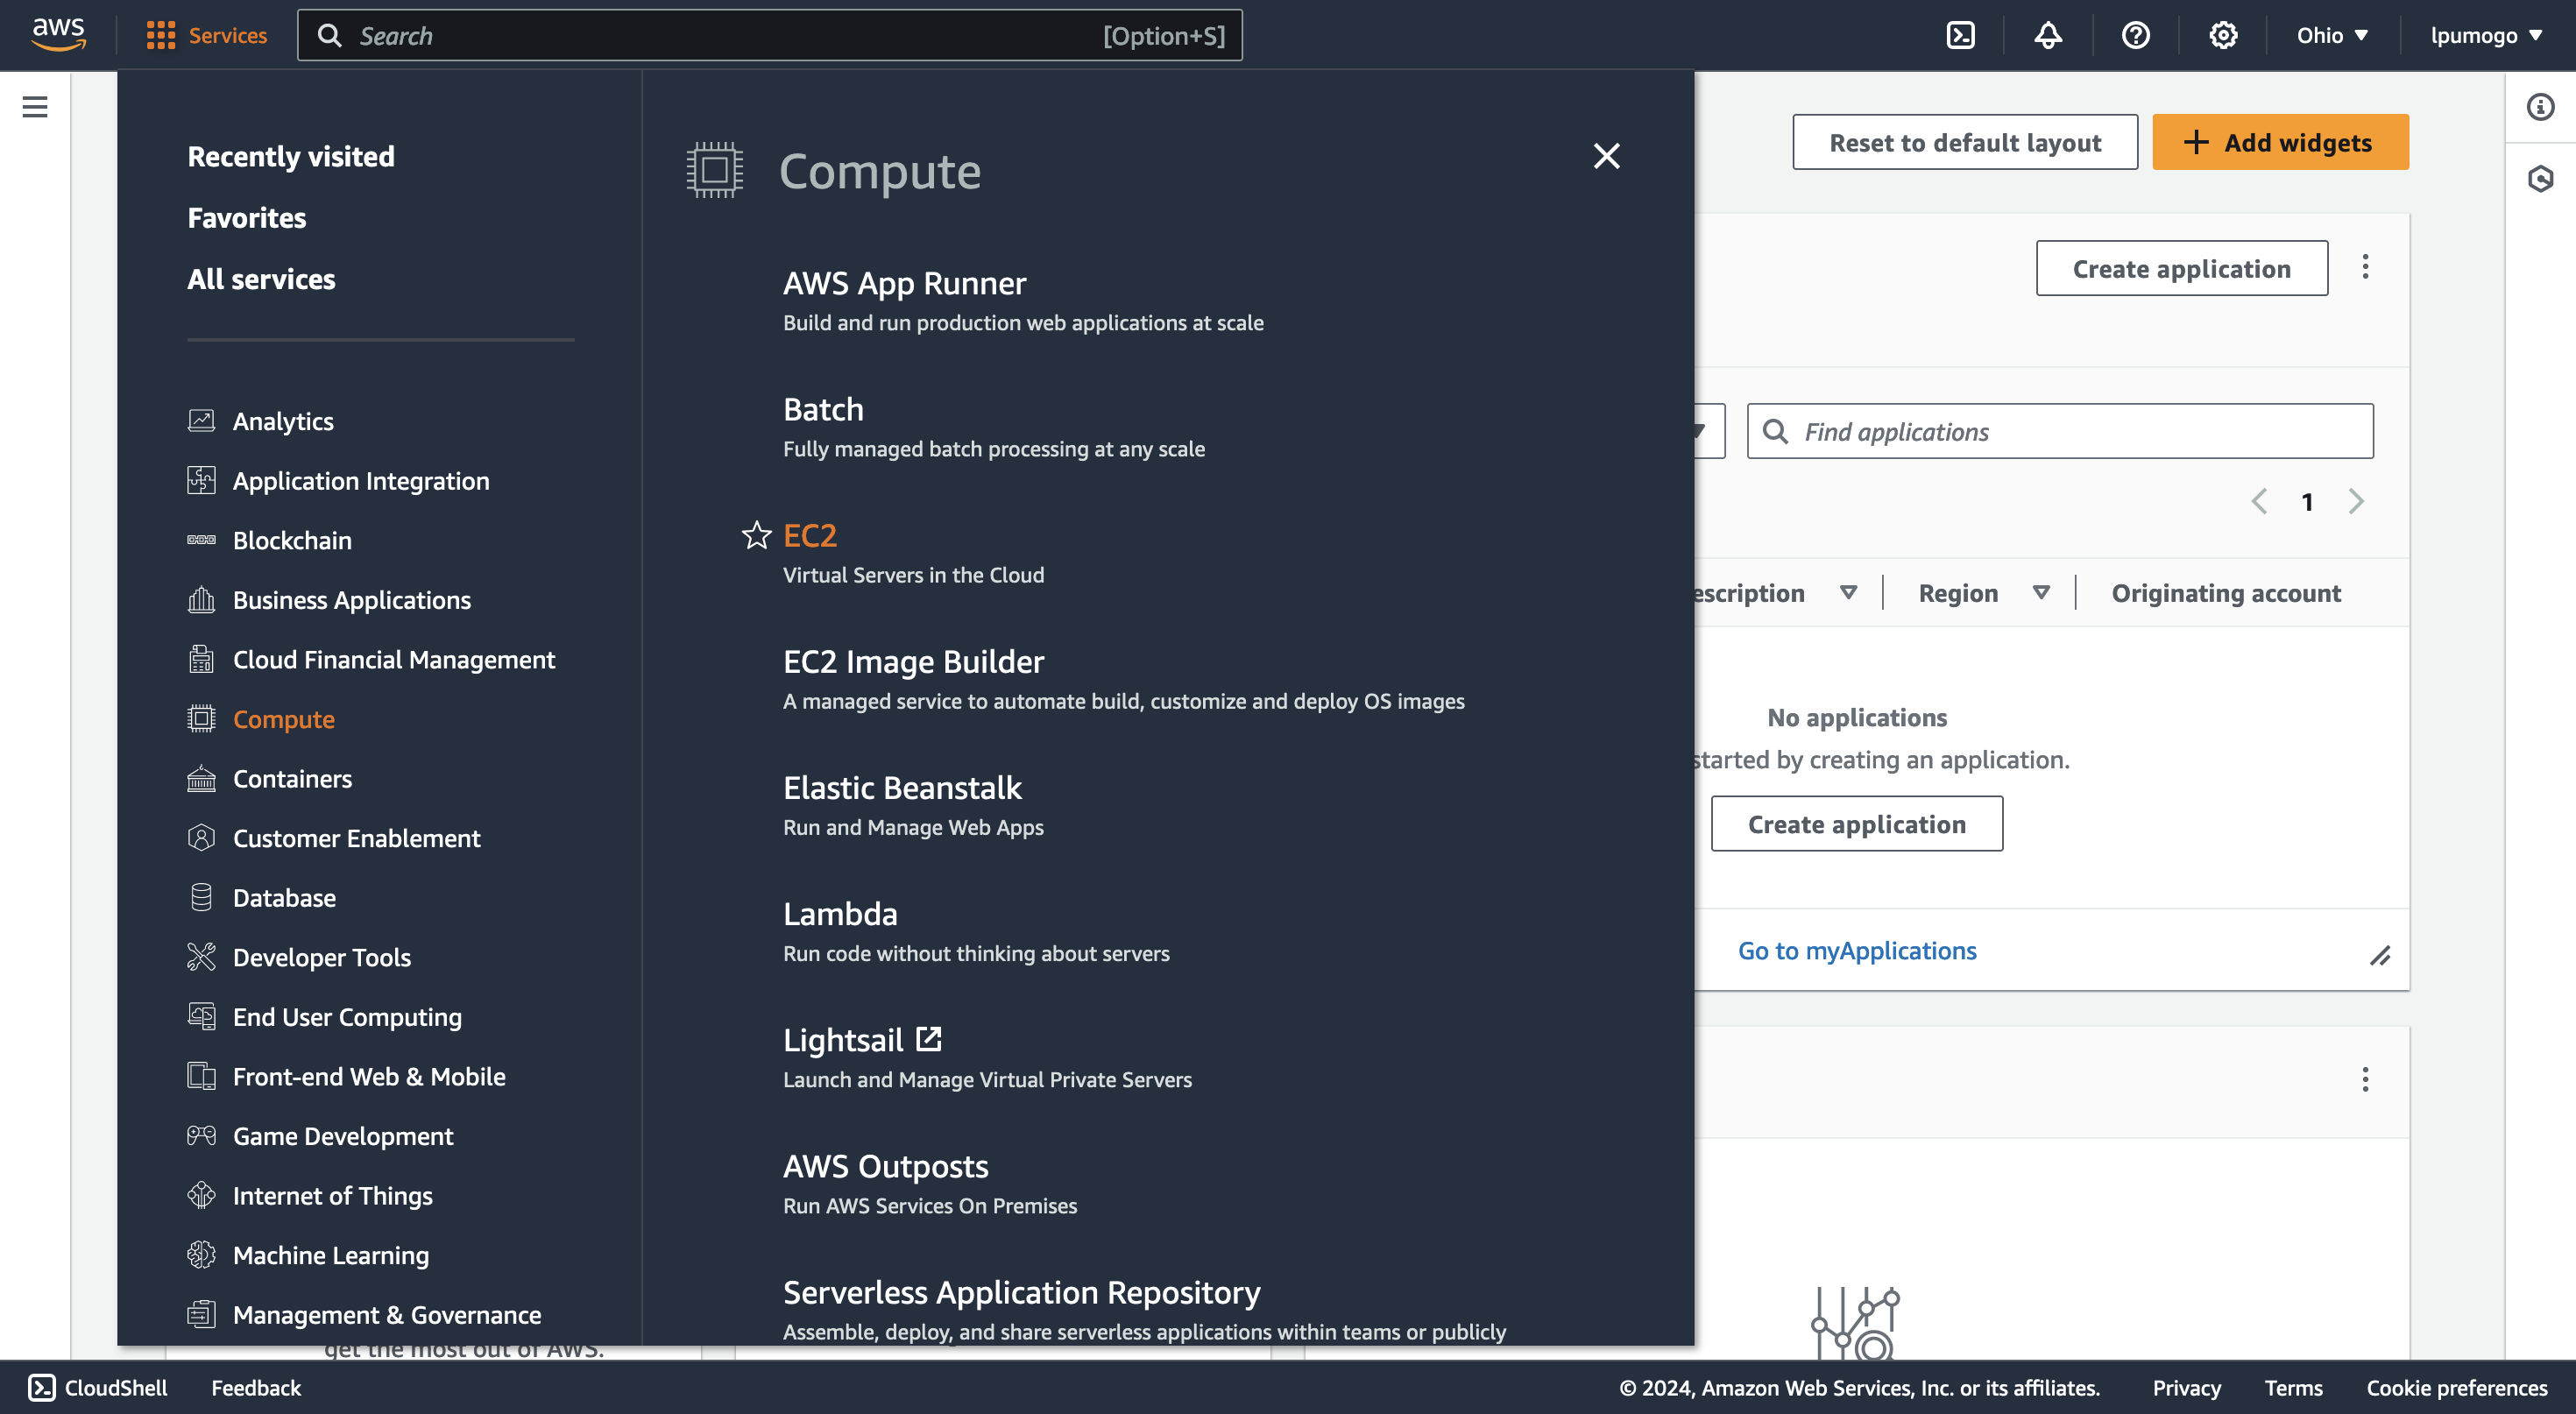 aws
Services
Search
[Option+S]
Ohio
lpumogo
Recently visited
Favorites
All services
Analytics
Application Integration
Blockchain
Business Applications
Cloud Financial Management
Compute
Containers
Customer Enablement
Database
Developer Tools
End User Computing
Front-end Web & Mobile
Game Development
Internet of Things
Machine Learning
Management & Governance
Compute
AWS App Runner
Build and run production web applications at scale
Batch
Fully managed batch processing at any scale
EC2
Virtual Servers in the Cloud
EC2 Image Builder
A managed service to automate build, customize and deploy OS images
Elastic Beanstalk
Run and Manage Web Apps
Lambda
Run code without thinking about servers
Lightsail
Launch and Manage Virtual Private Servers
AWS Outposts
Run AWS Services On Premises
Serverless Application Repository
Assemble, deploy, and share serverless applications within teams or publicly
Reset to default layout
Add widgets
Create application
Find applications
1
escription
Region
Originating account
No applications
started by creating an application.
Create application
Go to myApplications
get the most out of AWS.
CloudShell
Feedback
© 2024, Amazon Web Services, Inc. or its affiliates.
Privacy
Terms
Cookie preferences